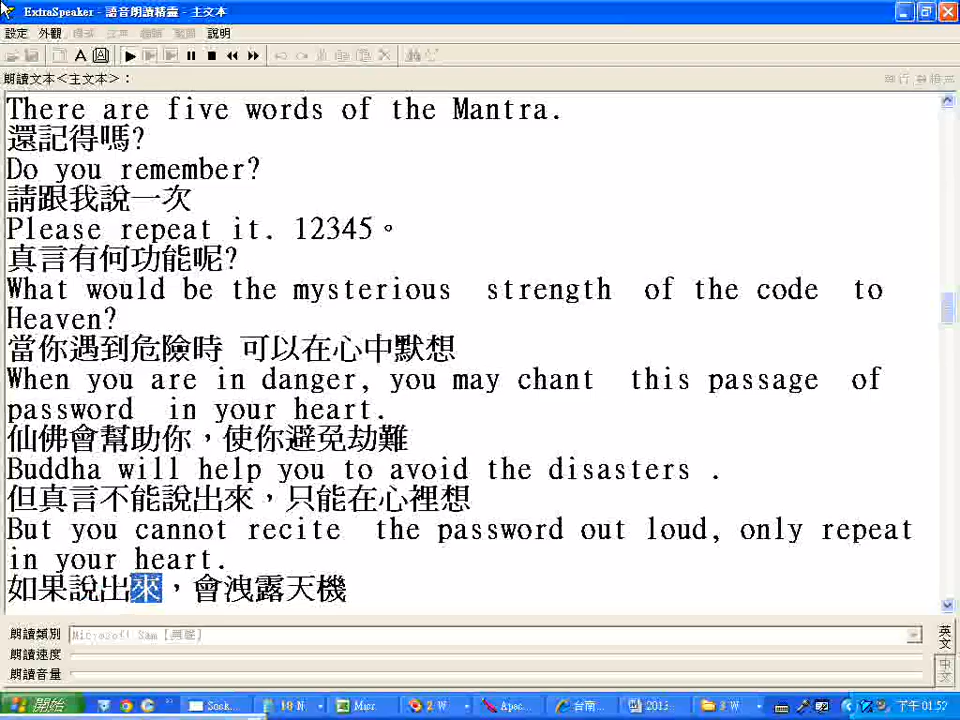 ExtraSpeaker - 語音朗讀精靈 - 主文本
設定 外觀 說明
朗讀文本<主文本>：
There are five words of the Mantra.
還記得嗎?
Do you remember?
請跟我說一次
Please repeat it. 12345。
真言有何功能呢?
What would be the mysterious strength of the code to
Heaven?
當你遇到危險時 可以在心中默想
When you are in danger, you may chant this passage of
password in your heart.
仙佛會幫助你，使你避免劫難
Buddha will help you to avoid the disasters .
但真言不能說出來，只能在心裡想
But you cannot recite the password out loud, only repeat
in your heart.
如果說出來，會洩露天機
朗讀類別 Microsoft Sam
英文
朗讀速度
中文
朗讀音量
開始 Sook... 2 W Apec... 台南... 2013... 3 W 下午 01:52